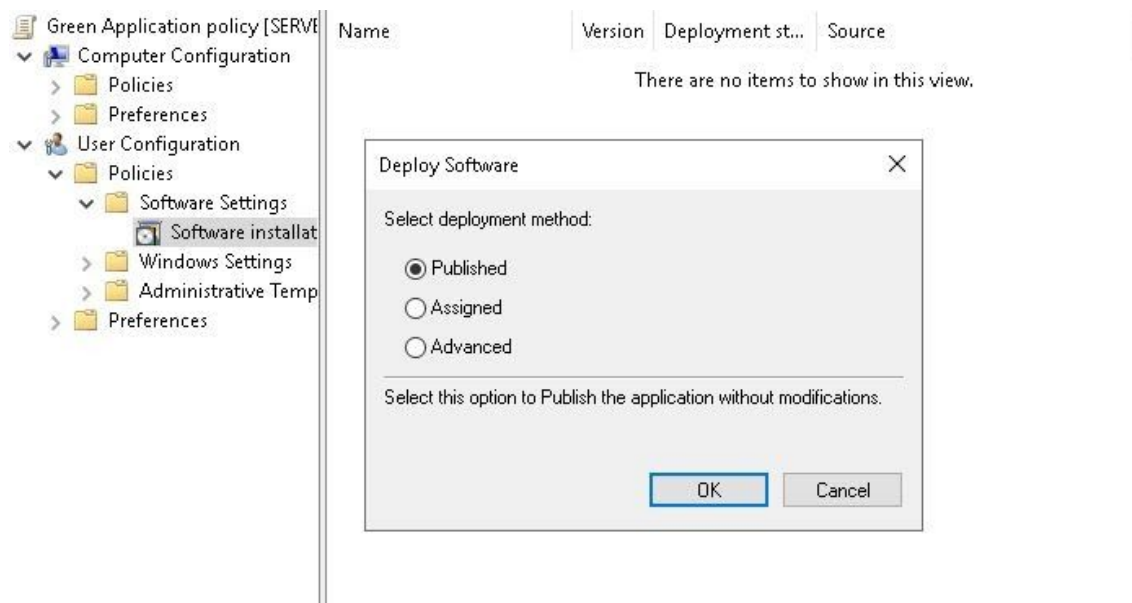 Green Application policy [SERVE
Computer Configuration
Policies
Preferences
User Configuration
Policies
Software Settings
Software installat
Windows Settings
Administrative Temp
Preferences
Name Version Deployment st... Source
There are no items to show in this view.
Deploy Software
Select deployment method:
Published
Assigned
Advanced
Select this option to Publish the application without modifications.
OK Cancel